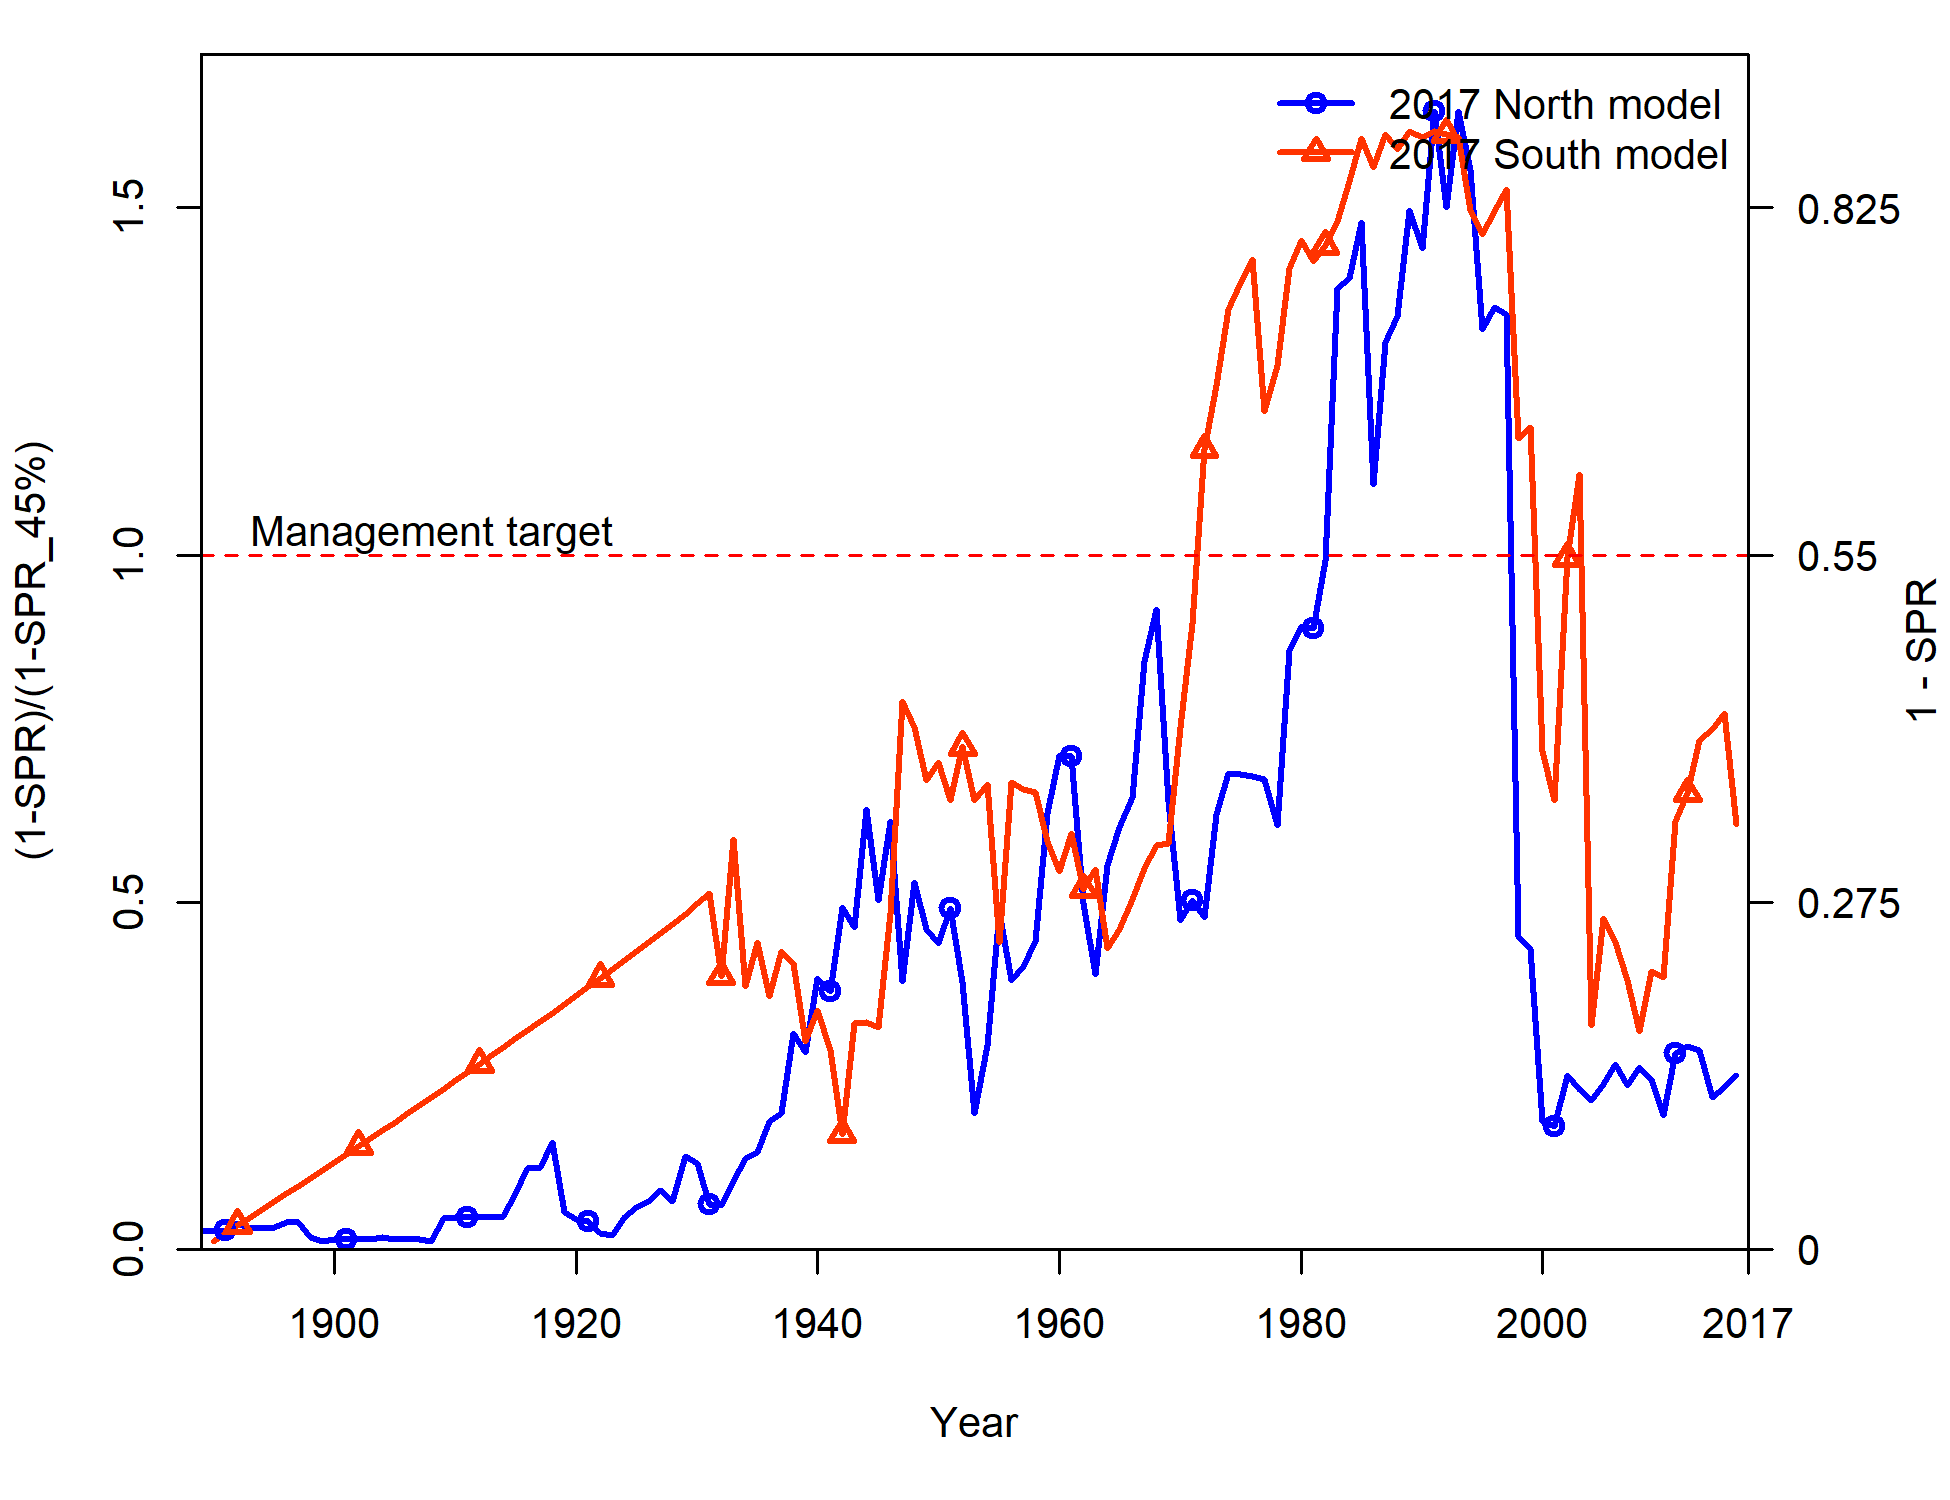 2017 North model
2017 South model
Management target
(1-SPR)/(1-SPR_45%)
0.0
0.5
1.0
1.5
1 - SPR
0.825
0.55
0.275
0
1900
1920
1940
1960
1980
2000
2017
Year